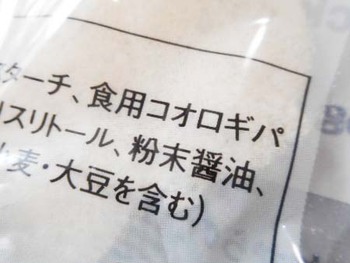 スターチ、食用コオロギパ
リスリトール、粉末醤油、
小麦・大豆を含む）